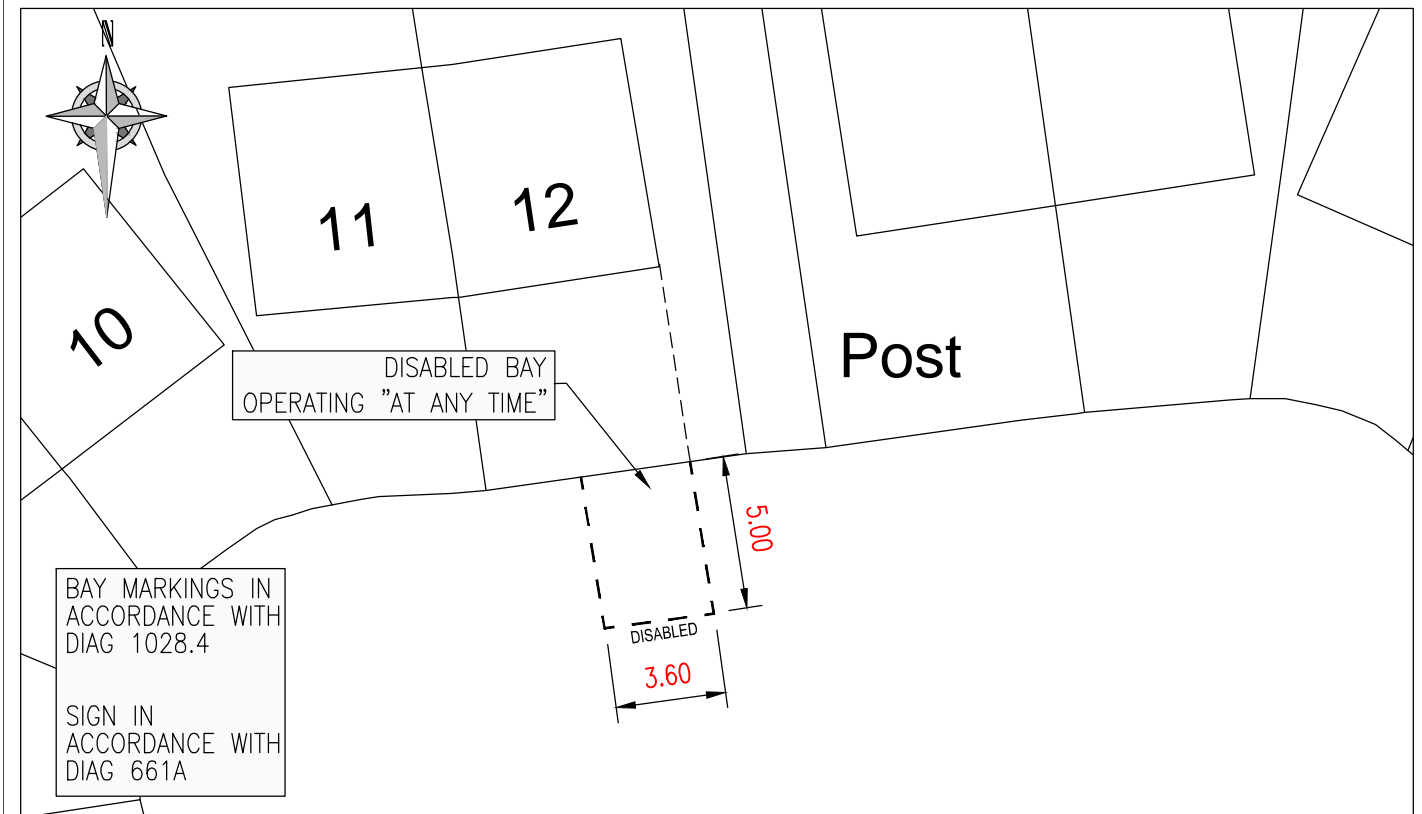 N
11
12
10
Post
DISABLED BAY
OPERATING "AT ANY TIME"
5.00
DISABLED
3.60
BAY MARKINGS IN
ACCORDANCE WITH
DIAG 1028.4
SIGN IN
ACCORDANCE WITH
DIAG 661A